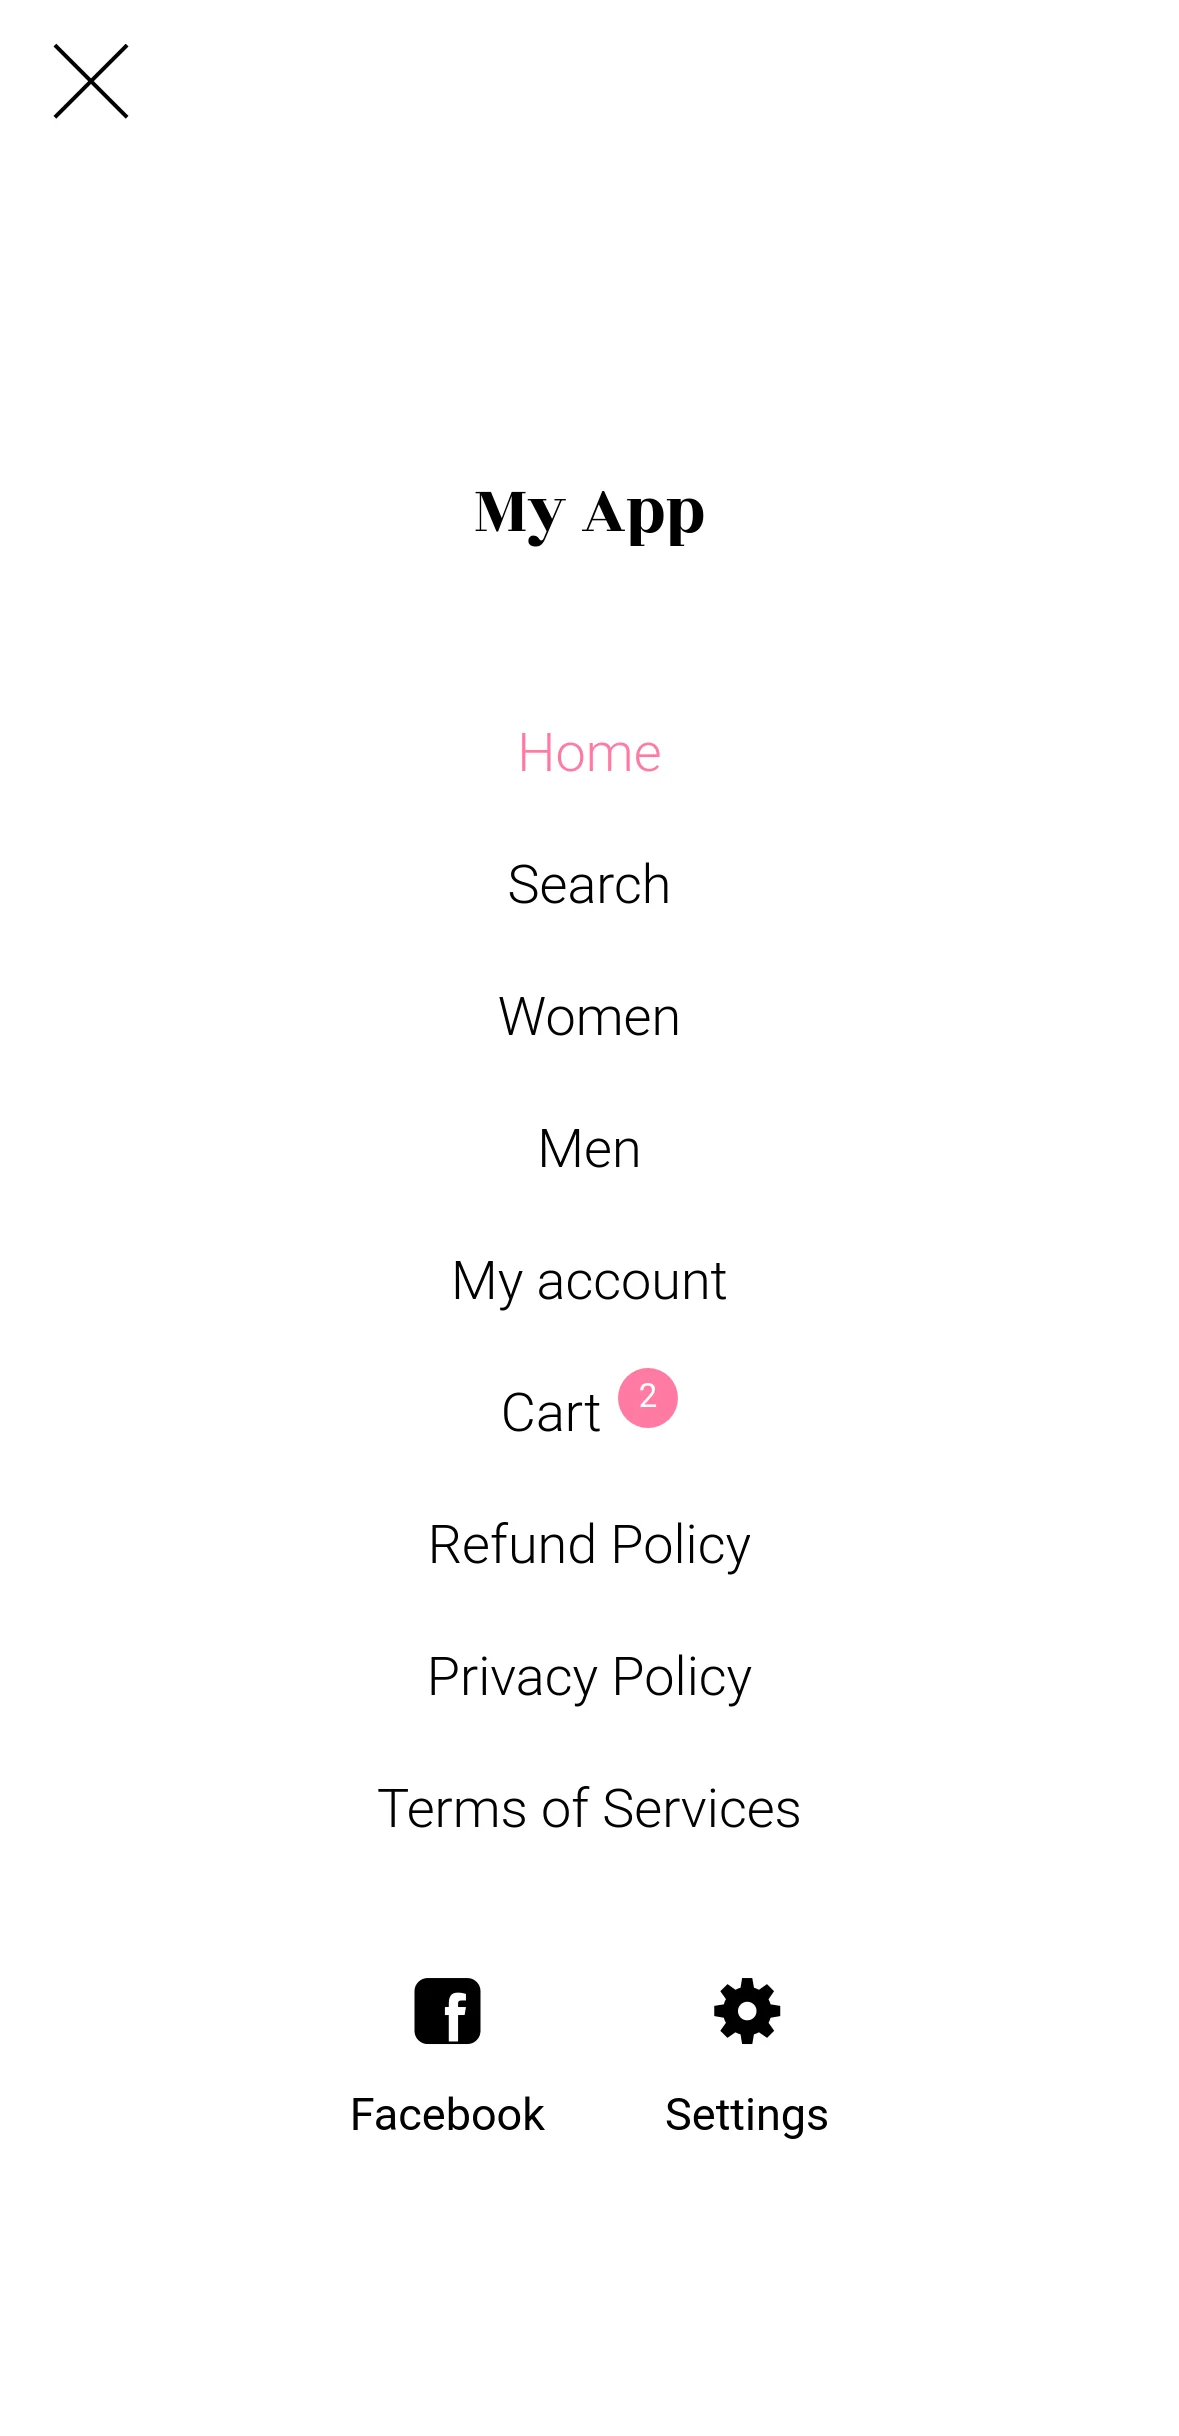 My App
Home
Search
Women
Men
My account
Cart 2
Refund Policy
Privacy Policy
Terms of Services
Facebook Settings